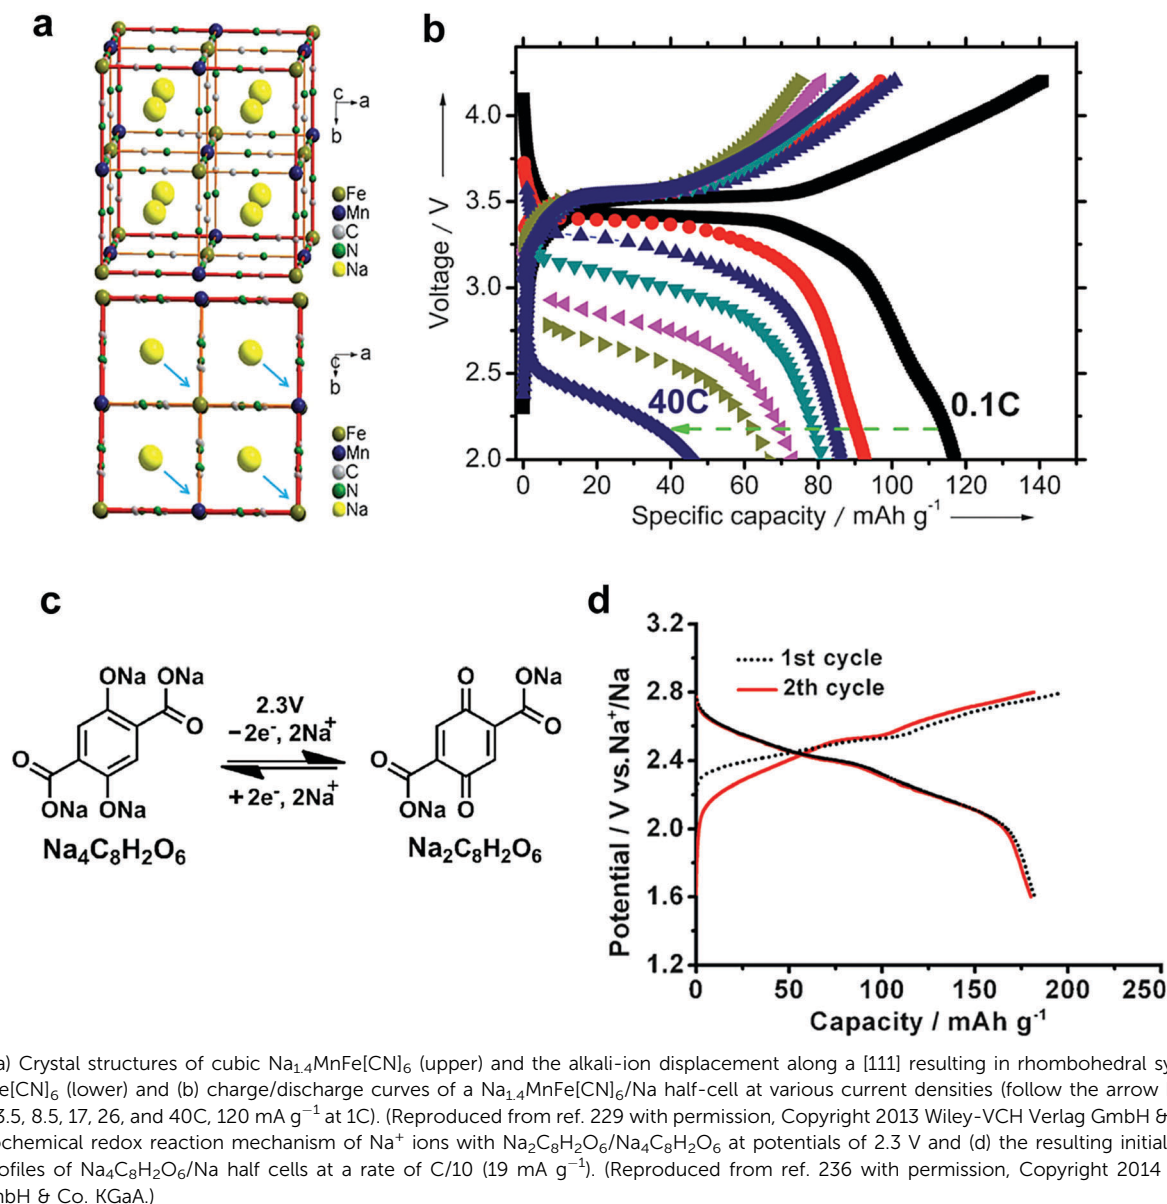 a
c
a
b
Fe
Mn
C
N
Na
c
a
b
Fe
Mn
C
N
Na
b
Voltage / V
4.0
3.5
3.0
2.5
2.0
40C
0.1C
0 20 40 60 80 100 120 140
Specific capacity / mAh g⁻¹
c
ONa ONa
O
O
ONa ONa
Na₄C₈H₂O₆
2.3V
−2e⁻, 2Na⁺
+2e⁻, 2Na⁺
O ONa
O
O
ONa O
Na₂C₈H₂O₆
d
Potential / V vs.Na⁺/Na
3.2
2.8
2.4
2.0
1.6
1.2
1st cycle
2th cycle
0 50 100 150 200 250
Capacity / mAh g⁻¹
a) Crystal structures of cubic Na₁.₄MnFe[CN]₆ (upper) and the alkali-ion displacement along a [111] resulting in rhombohedral
e[CN]₆ (lower) and (b) charge/discharge curves of a Na₁.₄MnFe[CN]₆/Na half-cell at various current densities (follow the arrow
3.5, 8.5, 17, 26, and 40C, 120 mA g⁻¹ at 1C). (Reproduced from ref. 229 with permission, Copyright 2013 Wiley-VCH Verlag GmbH &
ochemical redox reaction mechanism of Na⁺ ions with Na₂C₈H₂O₆/Na₄C₈H₂O₆ at potentials of 2.3 V and (d) the resulting initial
ofiles of Na₄C₈H₂O₆/Na half cells at a rate of C/10 (19 mA g⁻¹). (Reproduced from ref. 236 with permission, Copyright 2014
mbH & Co. KGaA.)